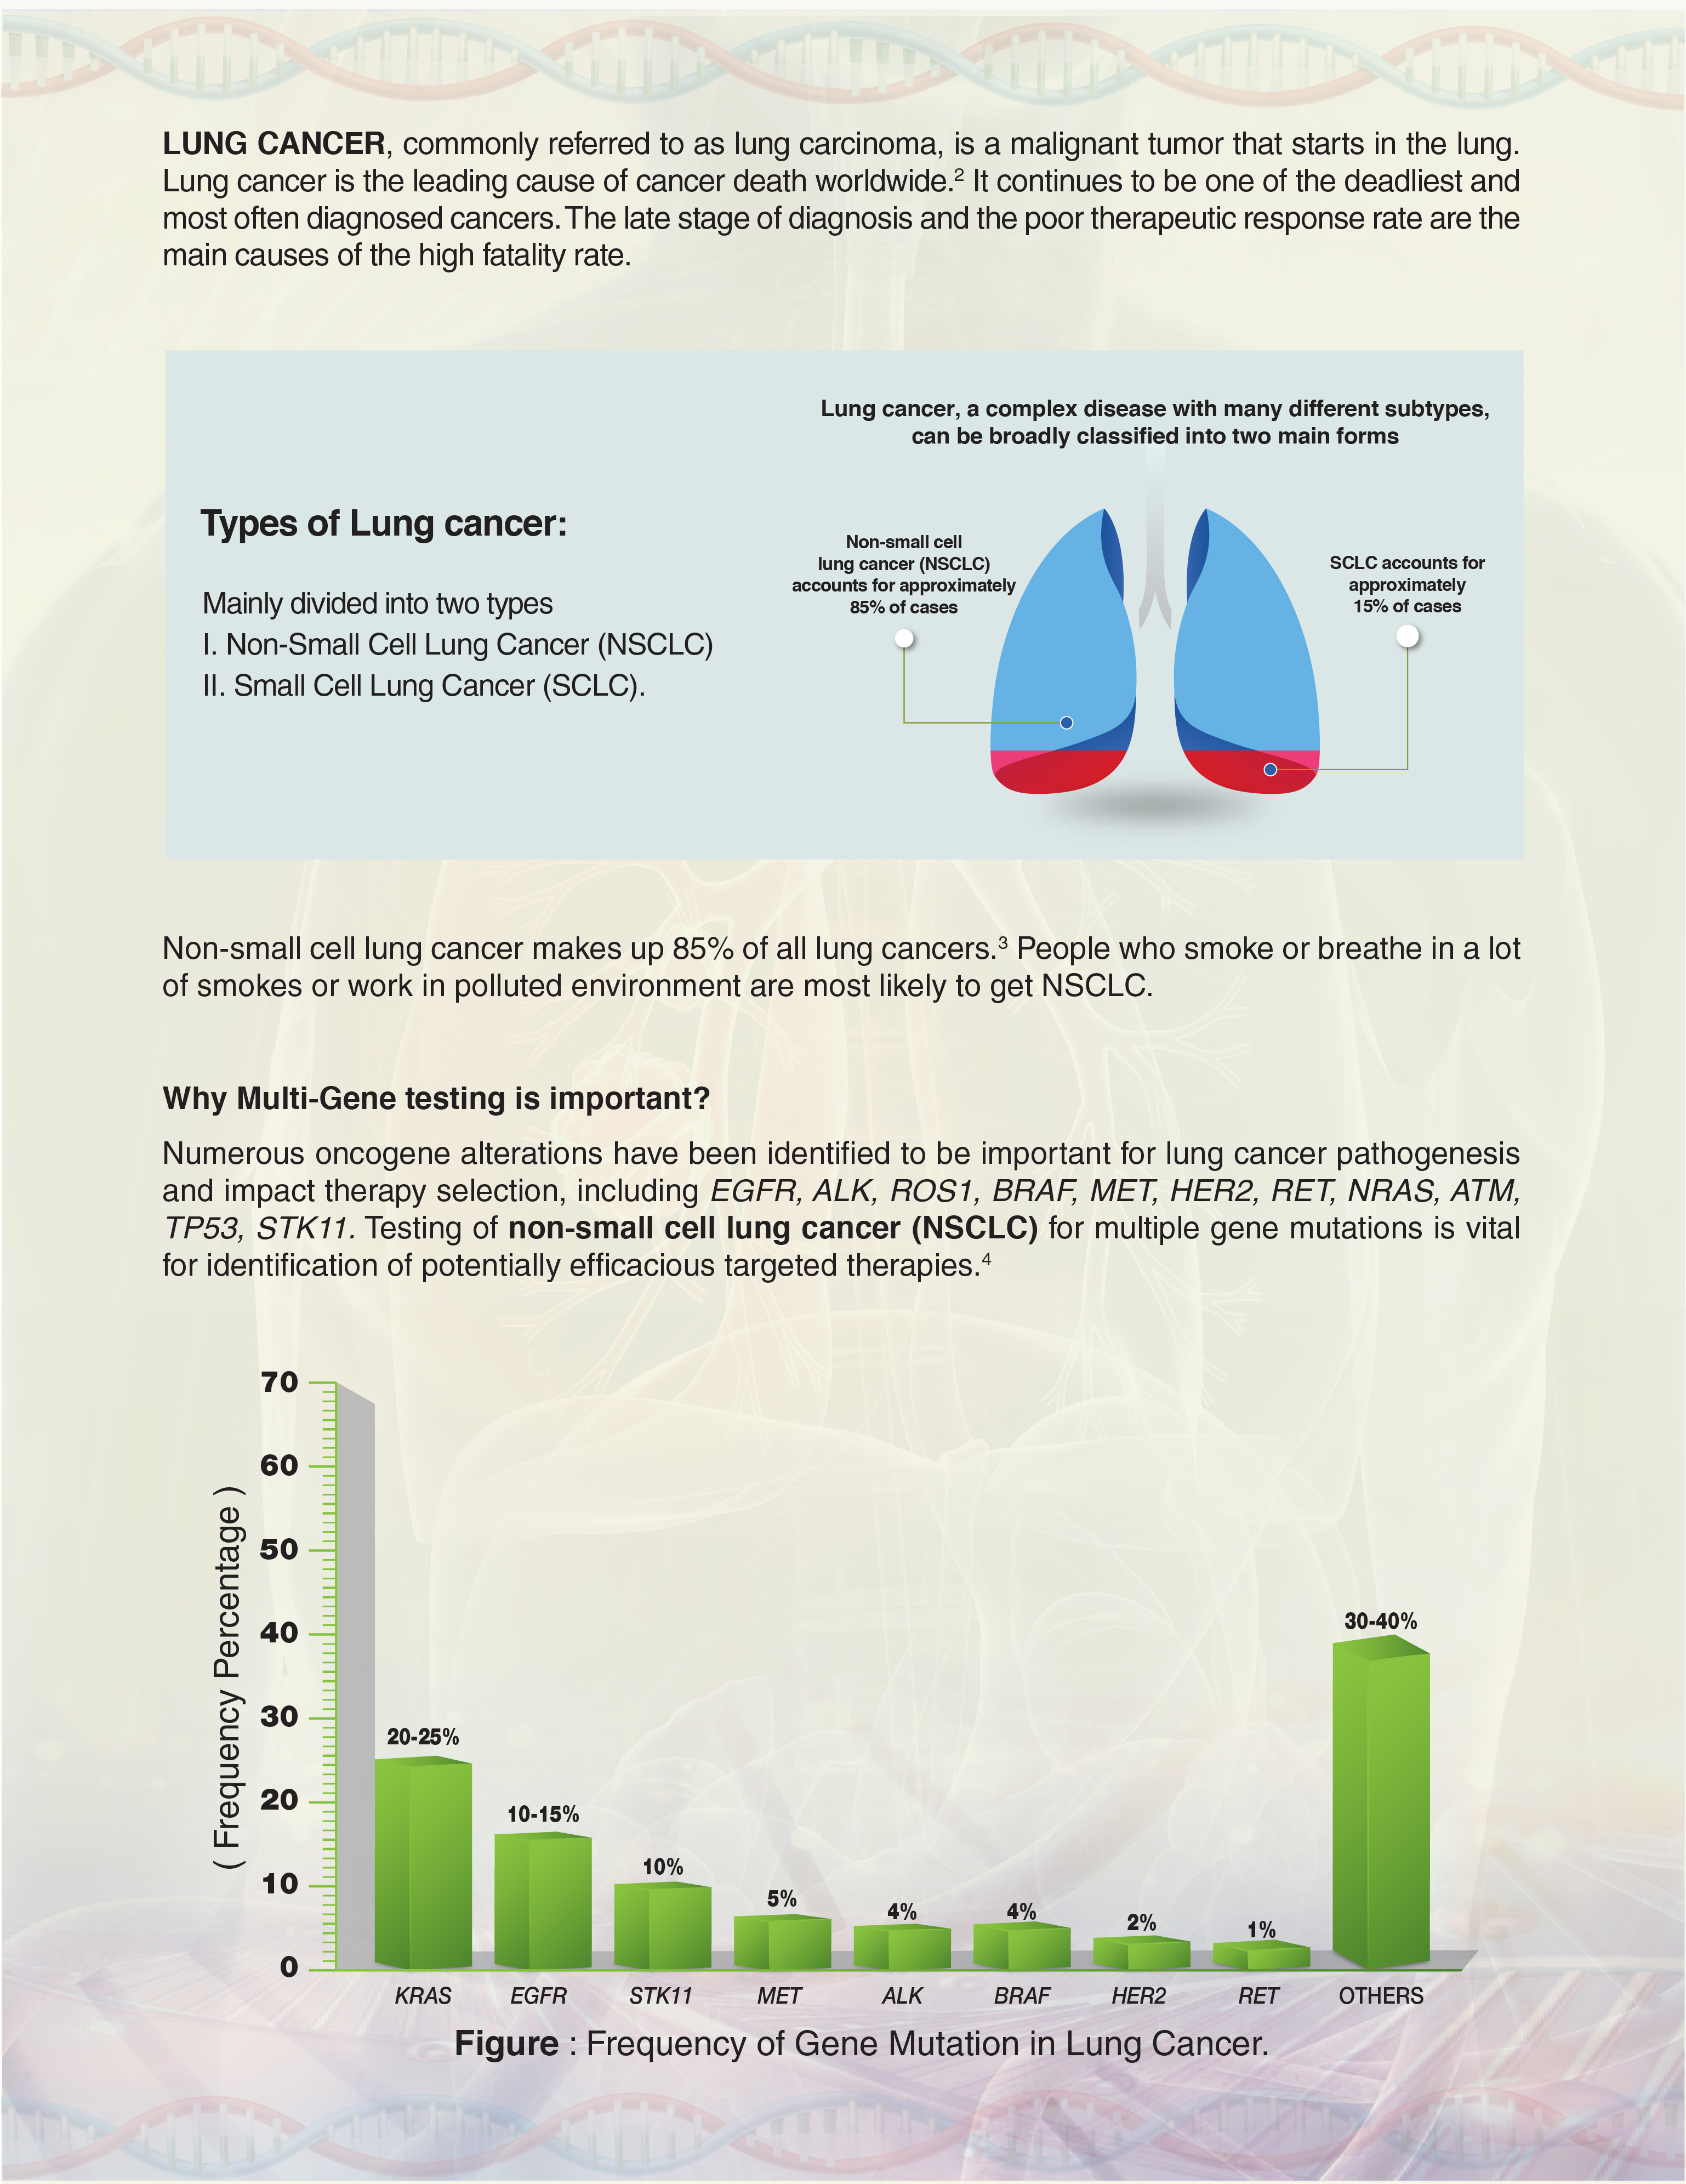 LUNG CANCER, commonly referred to as lung carcinoma, is a malignant tumor that starts in the lung.
Lung cancer is the leading cause of cancer death worldwide.² It continues to be one of the deadliest and
most often diagnosed cancers. The late stage of diagnosis and the poor therapeutic response rate are the
main causes of the high fatality rate.
Lung cancer, a complex disease with many different subtypes,
can be broadly classified into two main forms
Types of Lung cancer:
Mainly divided into two types
I. Non-Small Cell Lung Cancer (NSCLC)
II. Small Cell Lung Cancer (SCLC).
Non-small cell
lung cancer (NSCLC)
accounts for approximately
85% of cases
SCLC accounts for
approximately
15% of cases
Non-small cell lung cancer makes up 85% of all lung cancers.³ People who smoke or breathe in a lot
of smokes or work in polluted environment are most likely to get NSCLC.
Why Multi-Gene testing is important?
Numerous oncogene alterations have been identified to be important for lung cancer pathogenesis
and impact therapy selection, including EGFR, ALK, ROS1, BRAF, MET, HER2, RET, NRAS, ATM,
TP53, STK11. Testing of non-small cell lung cancer (NSCLC) for multiple gene mutations is vital
for identification of potentially efficacious targeted therapies.⁴
( Frequency Percentage )
70
60
50
40
30
20
10
0
20-25%
10-15%
10%
5%
4%
4%
2%
1%
30-40%
KRAS
EGFR
STK11
MET
ALK
BRAF
HER2
RET
OTHERS
Figure : Frequency of Gene Mutation in Lung Cancer.